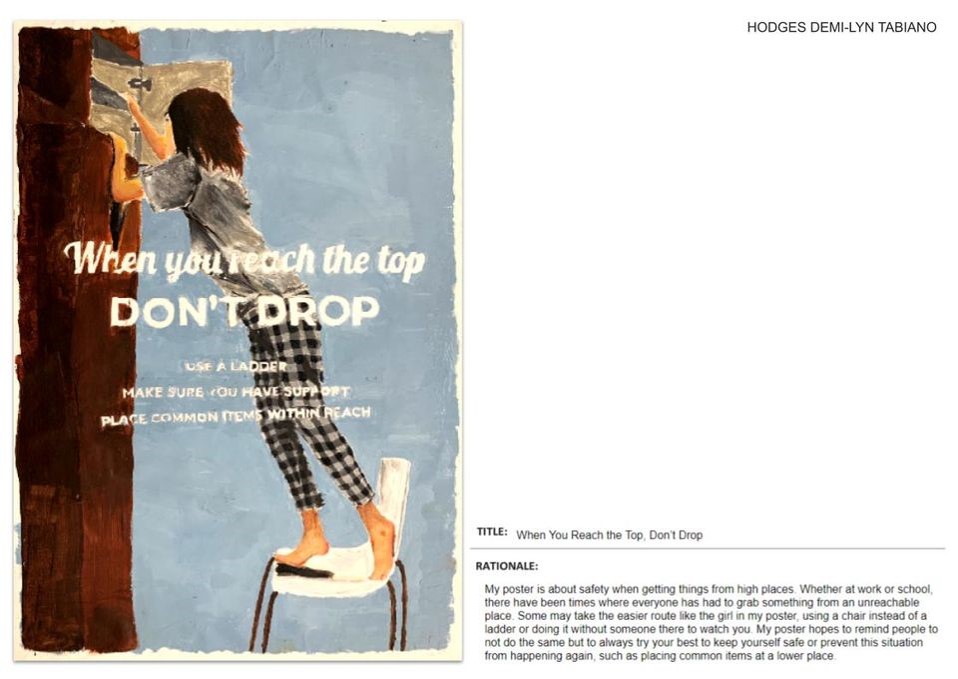 HODGES DEMI-LYN TABIANO
When you reach the top
DON'T DROP
USE A LADDER
MAKE SURE YOU HAVE SUPPORT
PLACE COMMON ITEMS WITHIN REACH
TITLE: When You Reach the Top, Don't Drop
RATIONALE:
My poster is about safety when getting things from high places. Whether at work or school,
there have been times where everyone has had to grab something from an unreachable
place. Some may take the easier route like the girl in my poster, using a chair instead of a
ladder or doing it without someone there to watch you. My poster hopes to remind people to
not do the same but to always try your best to keep yourself safe or prevent this situation
from happening again, such as placing common items at a lower place.